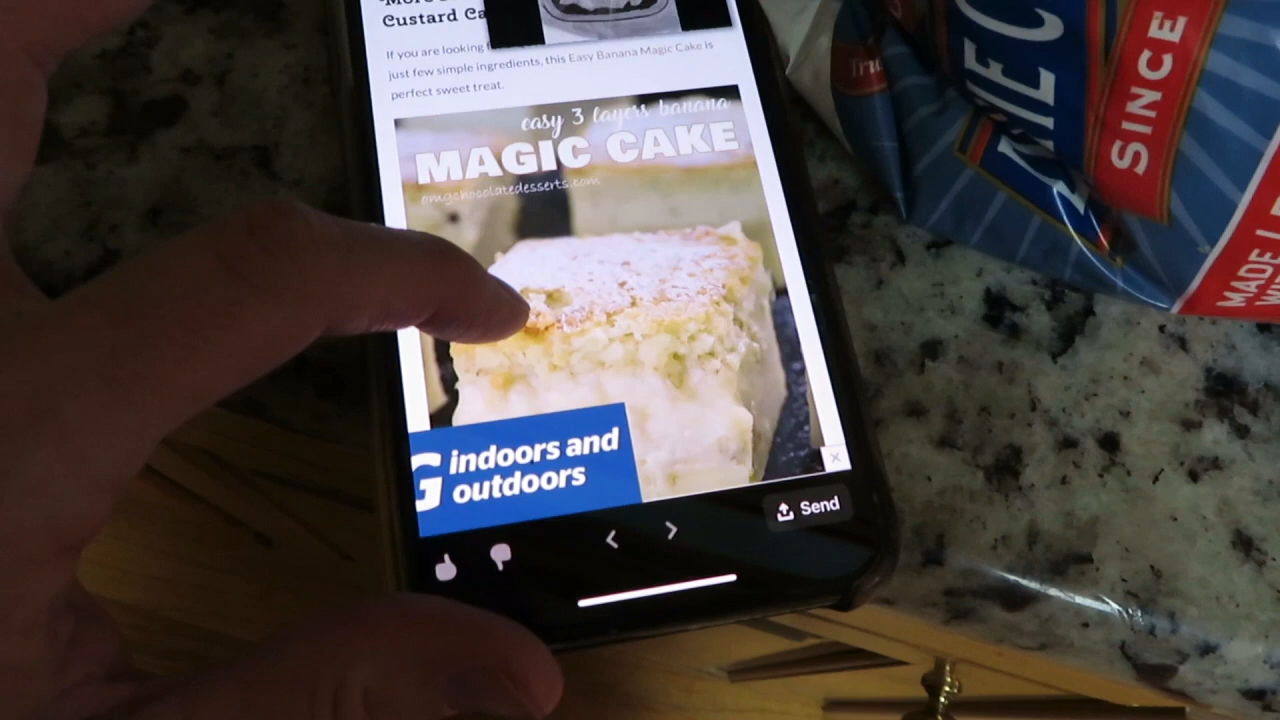 Custard Ca
If you are looking
just few simple ingredients, this Easy Banana Magic Cake is
perfect sweet treat.
easy 3 layers banana
MAGIC CAKE
omgchocolatedesserts.com
G indoors and
outdoors
Send
Tru
SINCE
MADE